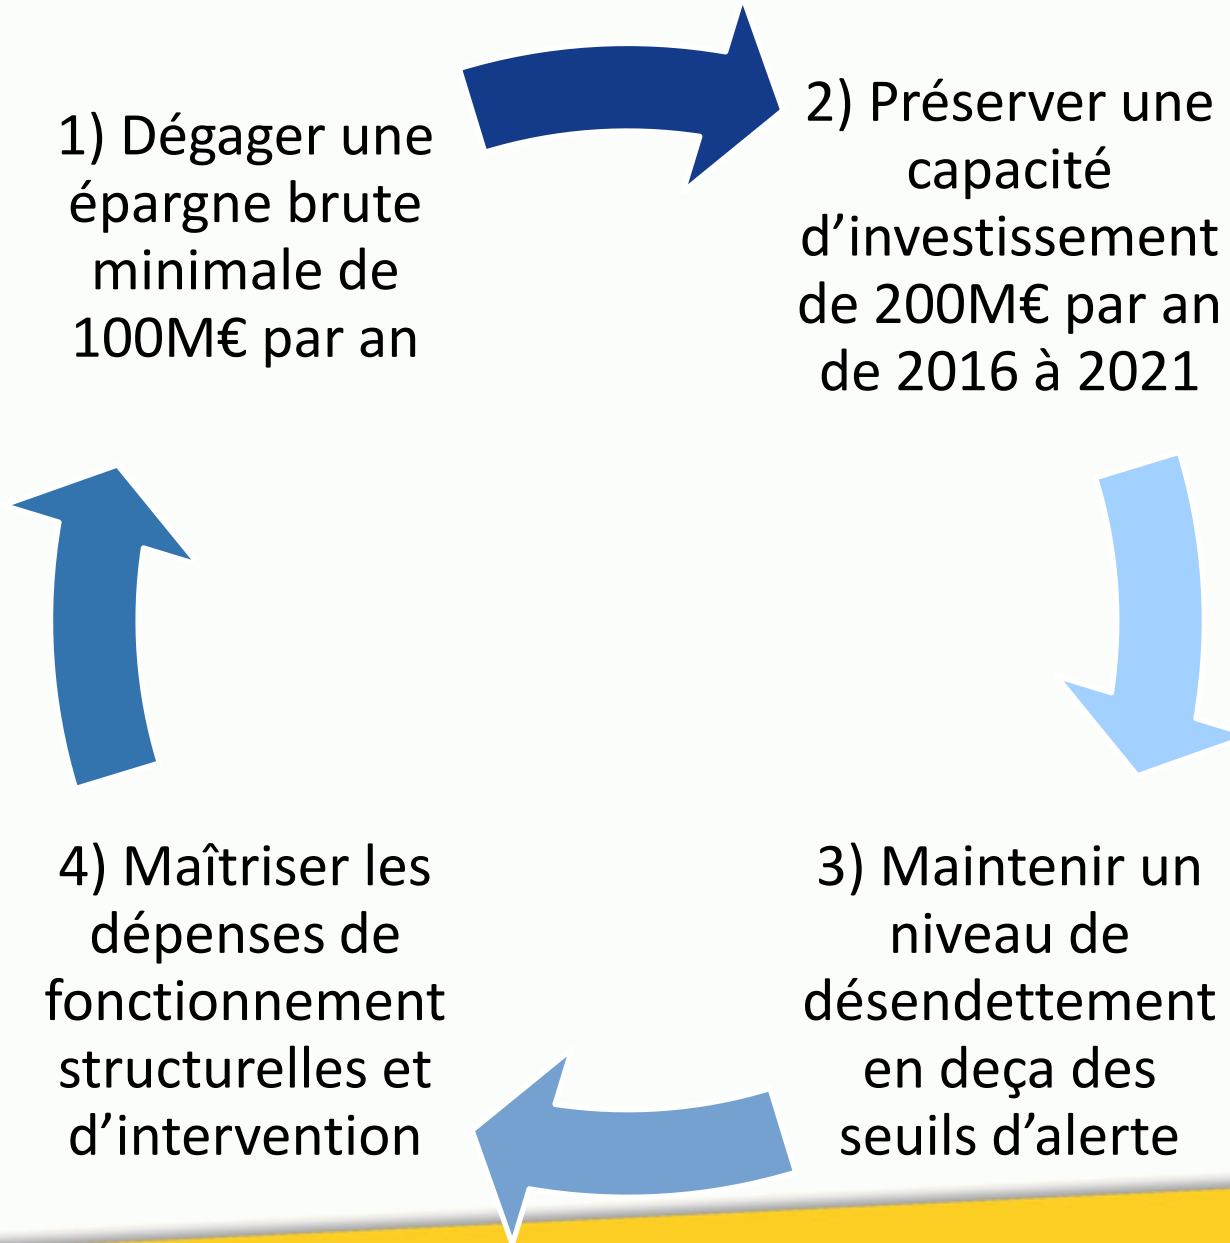 1) Dégager une
épargne brute
minimale de
100M€ par an
2) Préserver une
capacité
d’investissement
de 200M€ par an
de 2016 à 2021
3) Maintenir un
niveau de
désendettement
en deça des
seuils d’alerte
4) Maîtriser les
dépenses de
fonctionnement
structurelles et
d’intervention